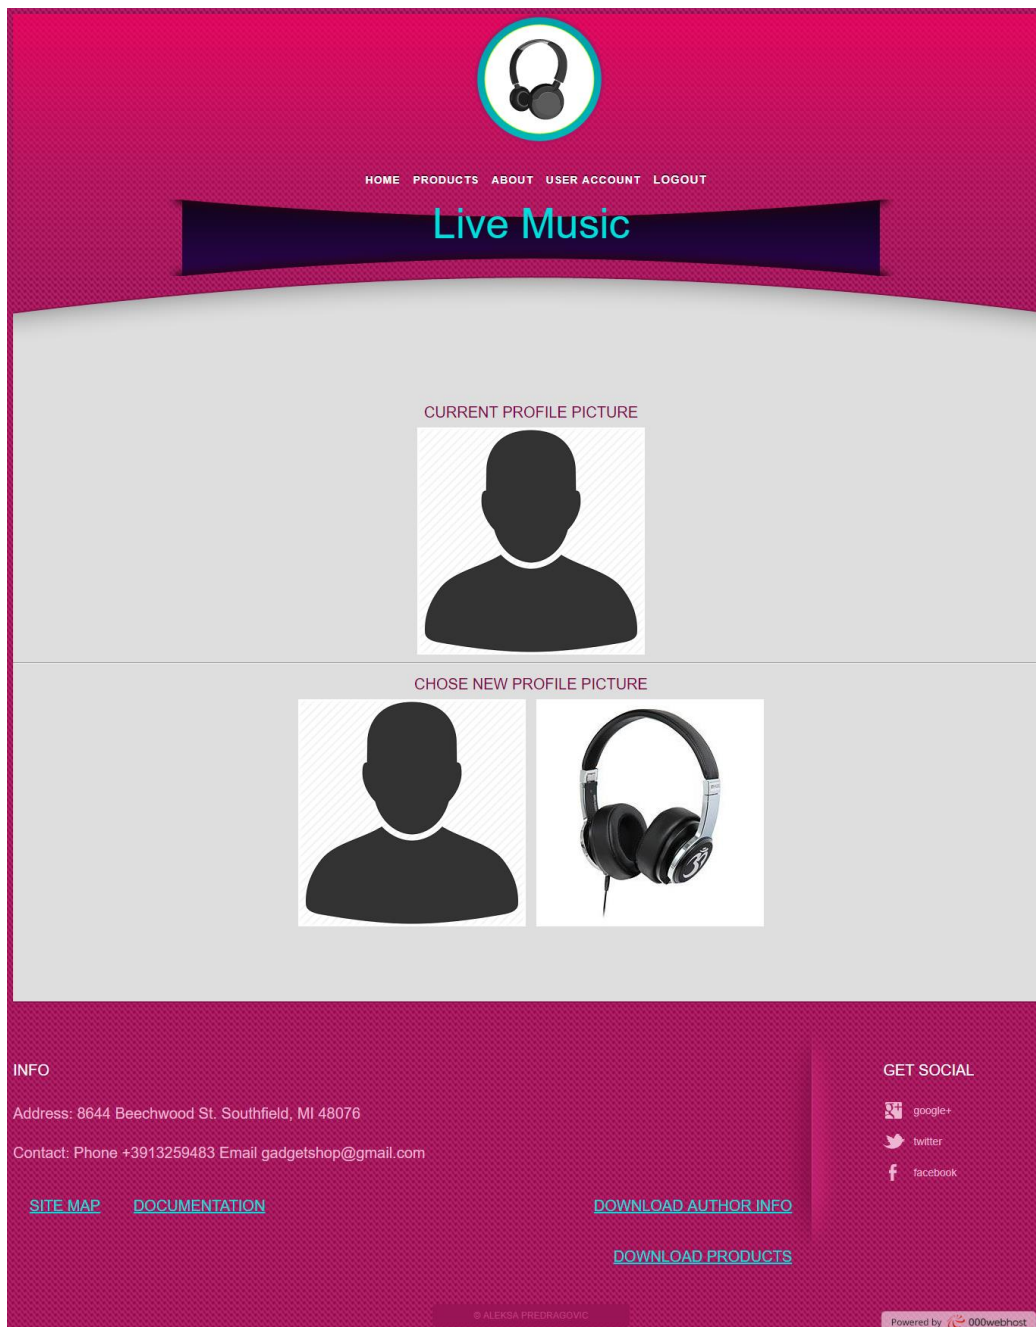 HOME PRODUCTS ABOUT USER ACCOUNT LOGOUT
Live Music
CURRENT PROFILE PICTURE
CHOSE NEW PROFILE PICTURE
ॐ
INFO
Address: 8644 Beechwood St. Southfield, MI 48076
Contact: Phone +3913259483 Email gadgetshop@gmail.com
SITE MAP DOCUMENTATION
DOWNLOAD AUTHOR INFO
DOWNLOAD PRODUCTS
GET SOCIAL
google+
twitter
facebook
© ALEKSA PREDRAGOVIC
Powered by 000webhost